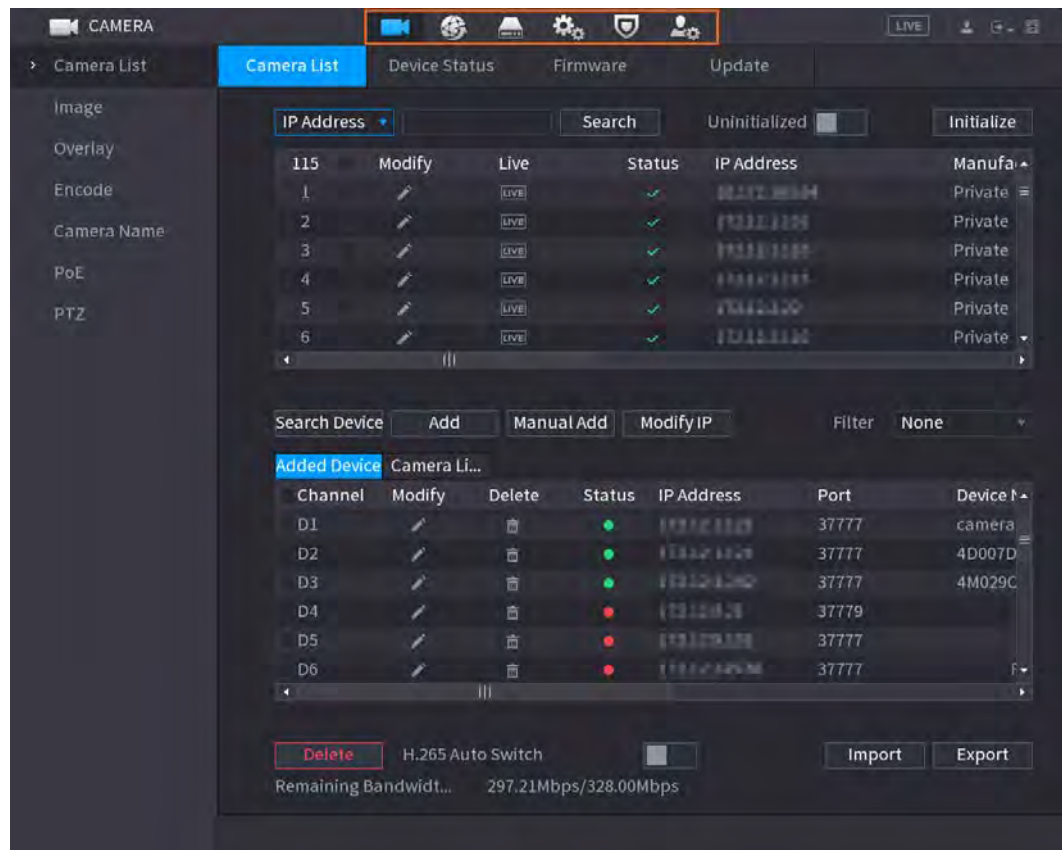 CAMERA LIVE
Camera List Camera List Device Status Firmware Update
Image
IP Address Search Uninitialized Initialize
Overlay
115 Modify Live Status IP Address Manufa
Encode
1 LIVE Private
2 LIVE Private
Camera Name
3 LIVE Private
PoE
4 LIVE Private
5 LIVE Private
PTZ
6 LIVE Private
Search Device Add Manual Add Modify IP Filter None
Added Device Camera Li...
Channel Modify Delete Status IP Address Port Device N
D1 37777 camera
D2 37777 4D007D
D3 37777 4M029C
D4 37779
D5 37777
D6 37777
Delete H.265 Auto Switch Import Export
Remaining Bandwidt... 297.21Mbps/328.00Mbps